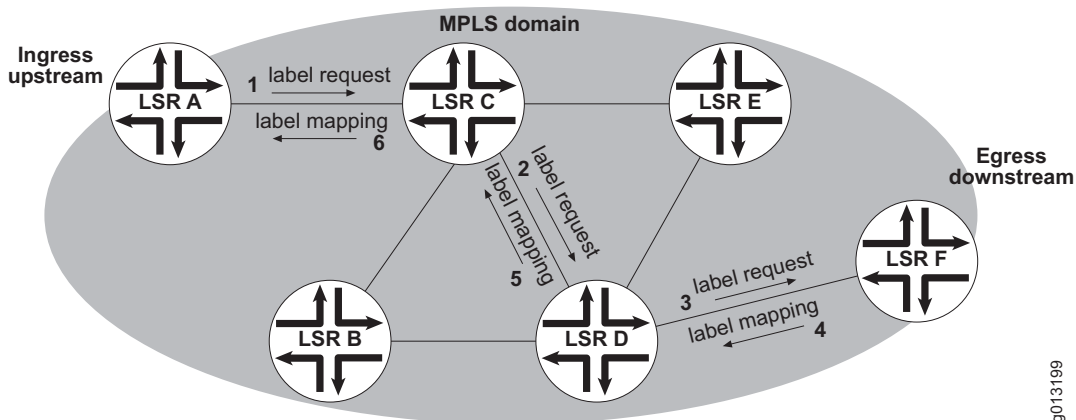 MPLS domain
Ingress
upstream
LSR A
1 label request
label mapping
6
LSR C
LSR E
2
label request
label mapping
5
Egress
downstream
LSR F
3 label request
label mapping
4
LSR B
LSR D
g013199